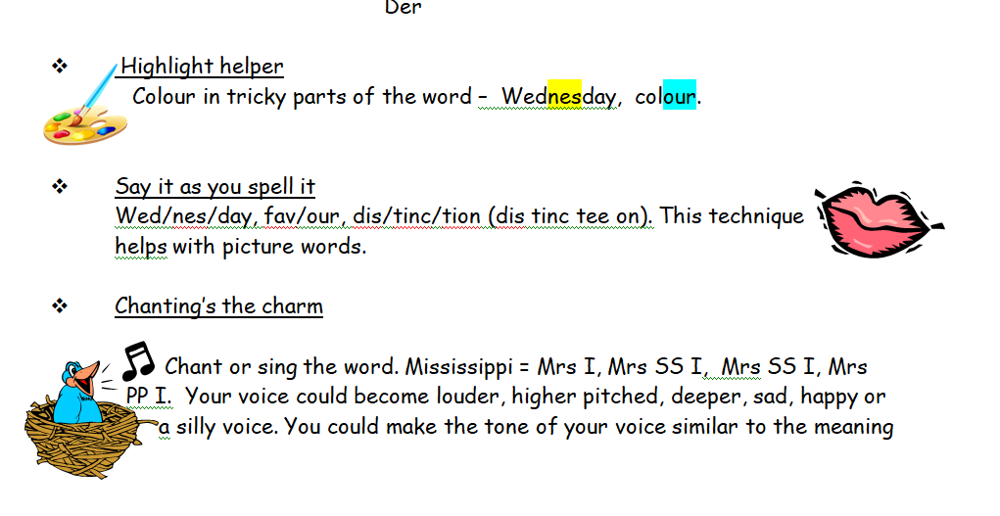 Der
❖ Highlight helper
Colour in tricky parts of the word – Wednesday, colour.
❖ Say it as you spell it
Wed/nes/day, fav/our, dis/tinc/tion (dis tinc tee on). This technique
helps with picture words.
❖ Chanting's the charm
Chant or sing the word. Mississippi = Mrs I, Mrs SS I, Mrs SS I, Mrs
PP I. Your voice could become louder, higher pitched, deeper, sad, happy or
a silly voice. You could make the tone of your voice similar to the meaning